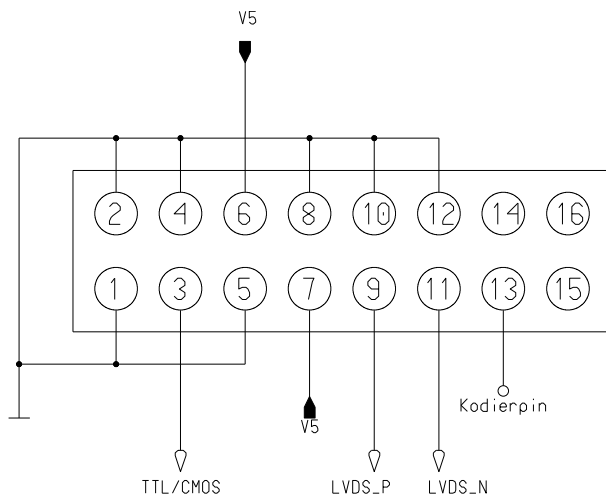 V5
2 4 6 8 10 12 14 16
1 3 5 7 9 11 13 15
Kodierpin
V5
TTL/CMOS LVDS_P LVDS_N